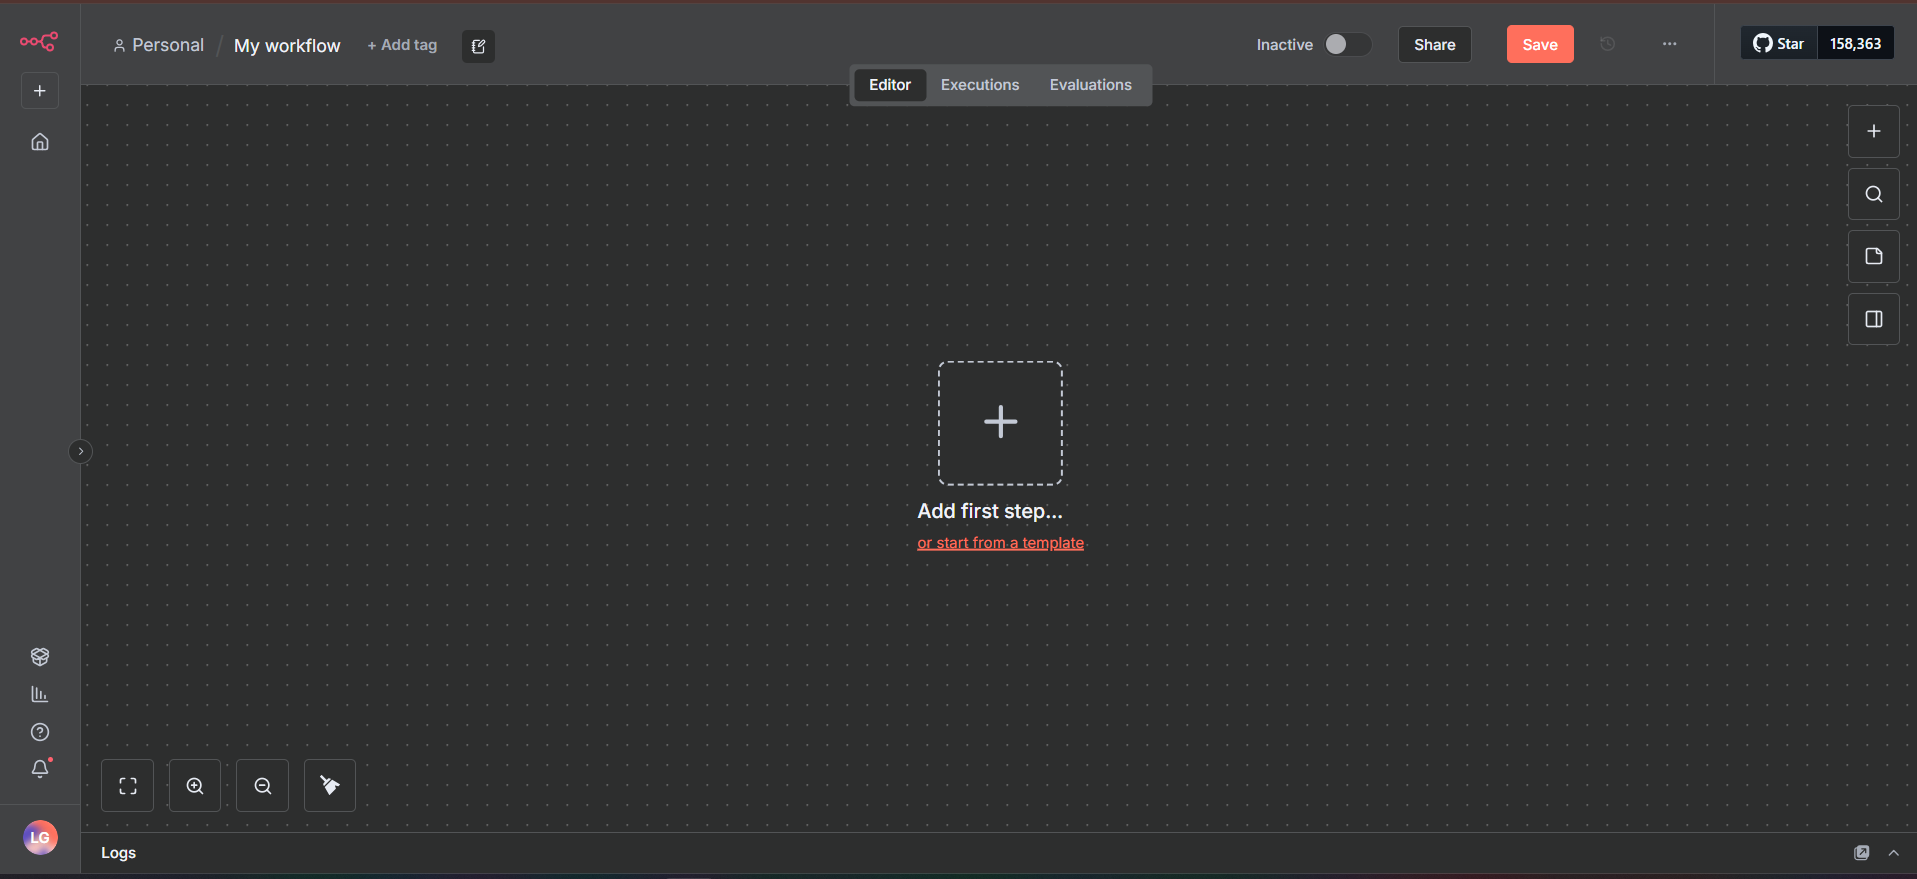 Personal / My workflow + Add tag
Inactive
Share
Save
Star 158,363
Editor Executions Evaluations
Add first step...
or start from a template
LG
Logs